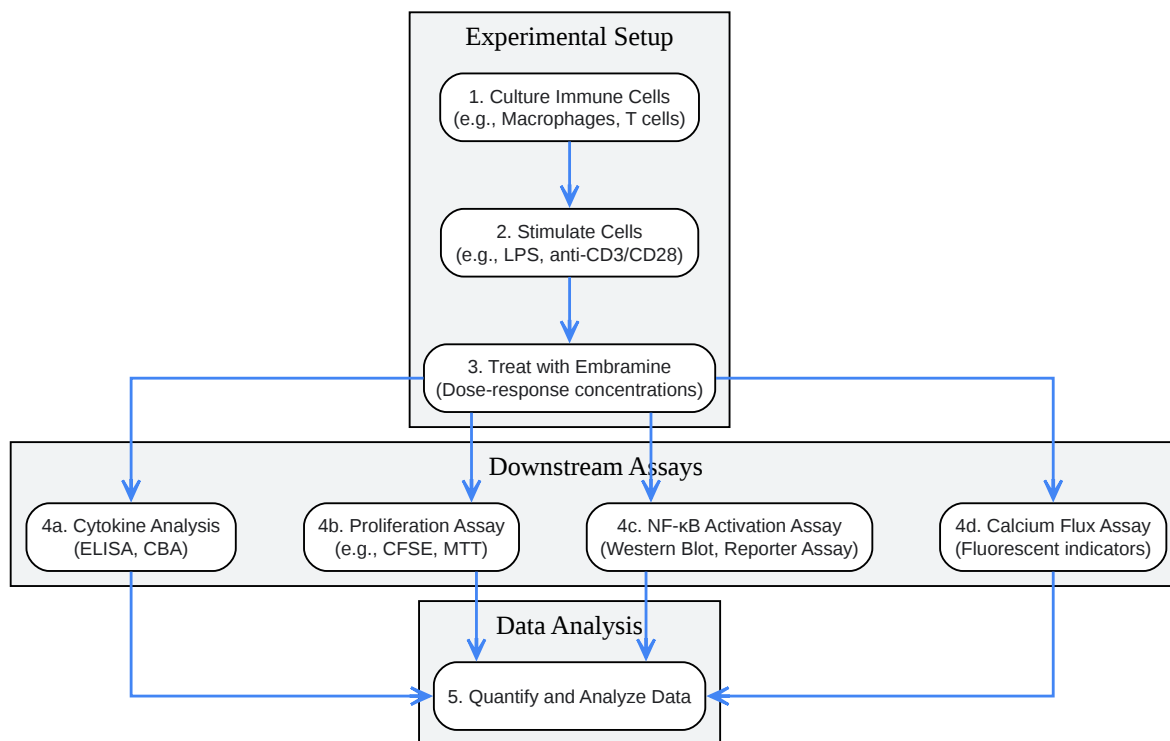 Experimental Setup
1. Culture Immune Cells
(e.g., Macrophages, T cells)
2. Stimulate Cells
(e.g., LPS, anti-CD3/CD28)
3. Treat with Embramine
(Dose-response concentrations)
Downstream Assays
4a. Cytokine Analysis
(ELISA, CBA)
4b. Proliferation Assay
(e.g., CFSE, MTT)
4c. NF-κB Activation Assay
(Western Blot, Reporter Assay)
4d. Calcium Flux Assay
(Fluorescent indicators)
Data Analysis
5. Quantify and Analyze Data